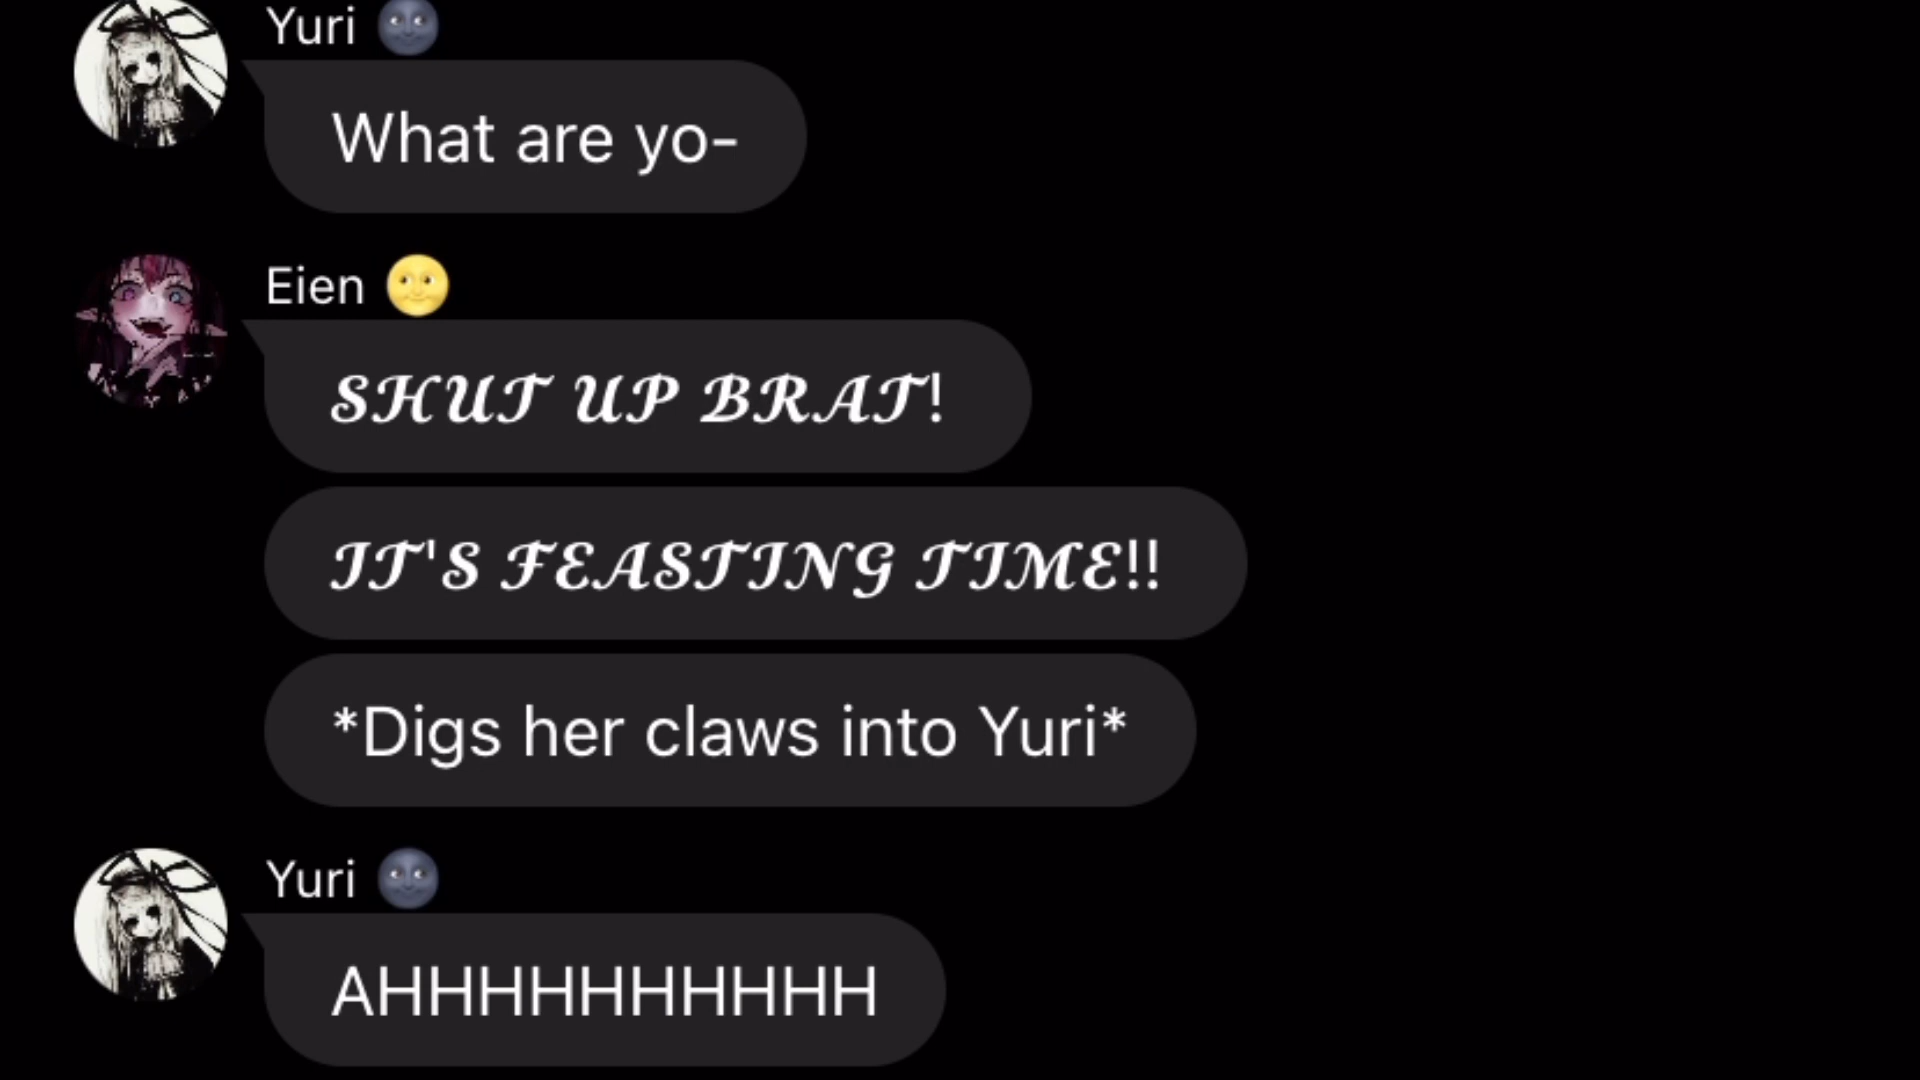 Yuri 🌚
What are yo-
Eien 🌝
𝓢𝓗𝓤𝓣 𝓤𝓟 𝓑𝓡𝓐𝓣!
𝓘𝓣'𝓢 𝓕𝓔𝓐𝓢𝓣𝓘𝓝𝓖 𝓣𝓘𝓜𝓔!!
*Digs her claws into Yuri*
Yuri 🌚
AHHHHHHHHHH